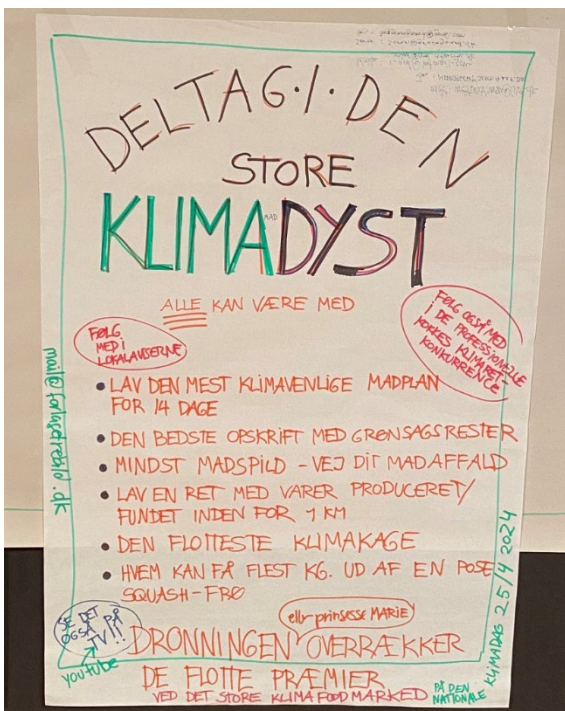 DELTAG·I·DEN
STORE
KLIMADYST
MAD
ALLE KAN VÆRE MED
FØLG
MED I
LOKALAVISERNE
FØLG OGSÅ MED
I DE PROFESSIONELLE
KOKKES KLIMARET-
KONKURRENCE
• LAV DEN MEST KLIMAVENLIGE MADPLAN
FOR 14 DAGE
• DEN BEDSTE OPSKRIFT MED GRØNSAGSRESTER
• MINDST MADSPILD - VEJ DIT MADAFFALD
• LAV EN RET MED VARER PRODUCERET/
FUNDET INDEN FOR 1 KM
• DEN FLOTTESTE KLIMAKAGE
• HVEM KAN FÅ FLEST KG. UD AF EN POSE
SQUASH-FRØ
SE DET
OGSÅ PÅ
TV!!
youtube
elly prinsesse MARIE
DRONNINGEN OVERRÆKKER
DE FLOTTE PRÆMIER
VED DET STORE KLIMA FOOD MARKED
PÅ DEN
NATIONALE
KLIMADAG 25/4 2024